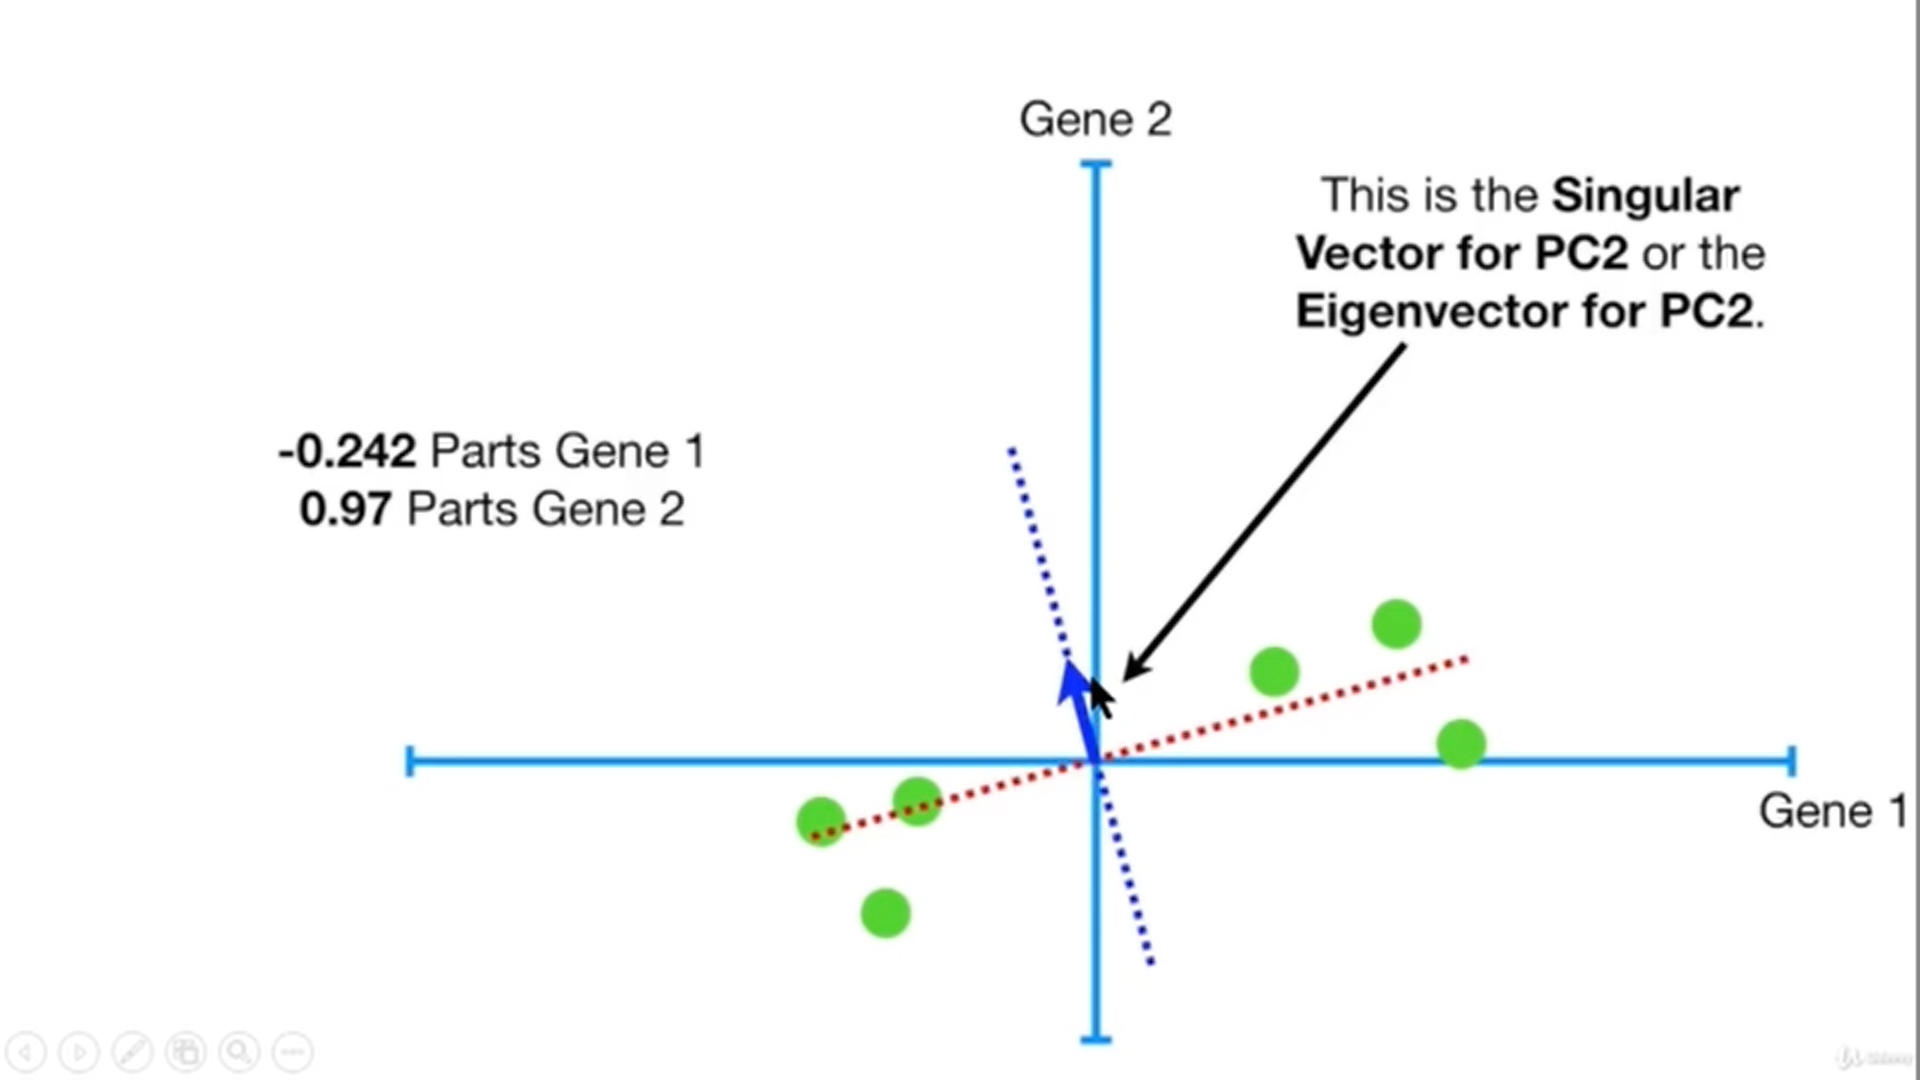 Gene 2
This is the Singular
Vector for PC2 or the
Eigenvector for PC2.
-0.242 Parts Gene 1
0.97 Parts Gene 2
Gene 1